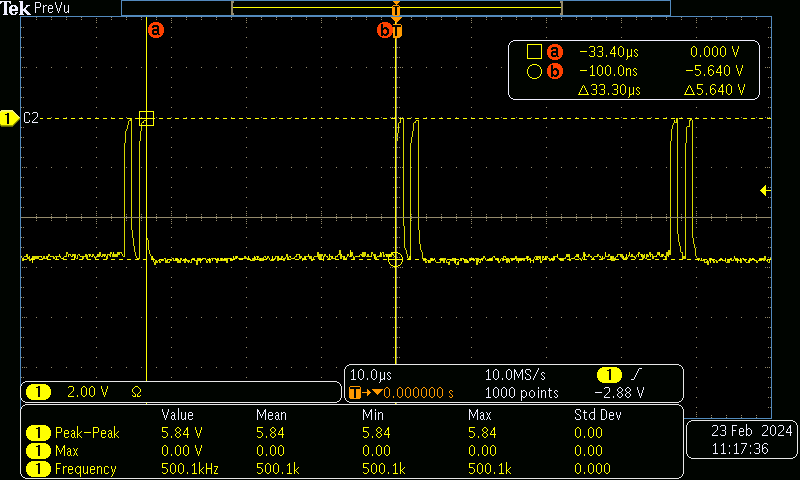 Tek PreVu
T
a
b T
a −33.40µs 0.000 V
b −100.0ns −5.640 V
Δ33.30µs Δ5.640 V
1 C2
1 2.00 V Ω
10.0µs 10.0MS/s 1
T→▼0.000000 s 1000 points −2.88 V
Value Mean Min Max Std Dev
1 Peak−Peak 5.84 V 5.84 5.84 5.84 0.00
1 Max 0.00 V 0.00 0.00 0.00 0.00
1 Frequency 500.1kHz 500.1k 500.1k 500.1k 0.000
23 Feb 2024
11:17:36